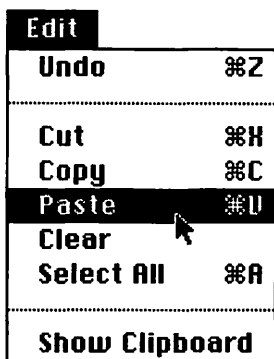 Edit
Undo ⌘Z
Cut ⌘X
Copy ⌘C
Paste ⌘V
Clear
Select All ⌘A
Show Clipboard